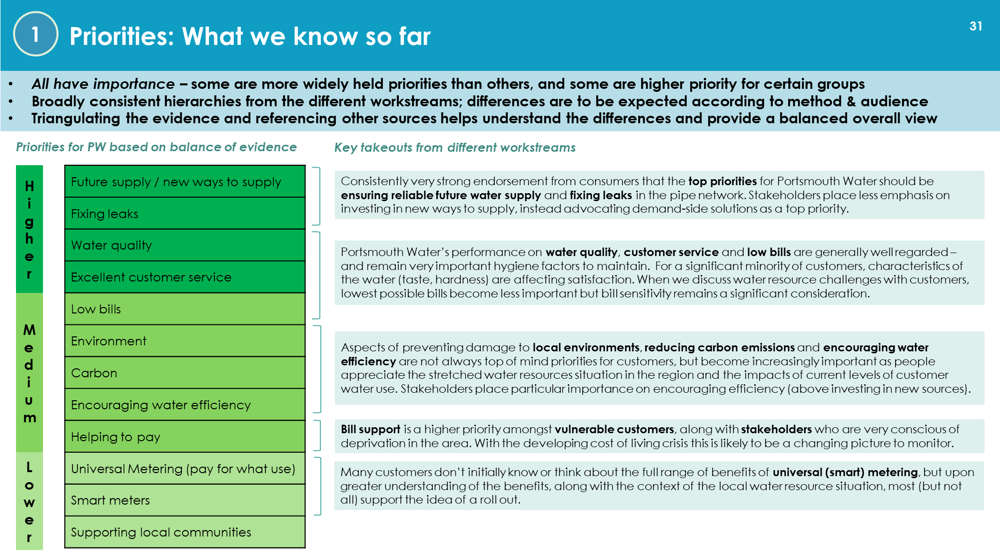 1
Priorities: What we know so far
31
• All have importance – some are more widely held priorities than others, and some are higher priority for certain groups
• Broadly consistent hierarchies from the different workstreams; differences are to be expected according to method & audience
• Triangulating the evidence and referencing other sources helps understand the differences and provide a balanced overall view
Priorities for PW based on balance of evidence
Higher
Future supply / new ways to supply
Fixing leaks
Water quality
Excellent customer service
Medium
Low bills
Environment
Carbon
Encouraging water efficiency
Helping to pay
Lower
Universal Metering (pay for what use)
Smart meters
Supporting local communities
Key takeouts from different workstreams
Consistently very strong endorsement from consumers that the top priorities for Portsmouth Water should be
ensuring reliable future water supply and fixing leaks in the pipe network. Stakeholders place less emphasis on
investing in new ways to supply, instead advocating demand-side solutions as a top priority.
Portsmouth Water’s performance on water quality, customer service and low bills are generally well regarded –
and remain very important hygiene factors to maintain. For a significant minority of customers, characteristics of
the water (taste, hardness) are affecting satisfaction. When we discuss water resource challenges with customers,
lowest possible bills become less important but bill sensitivity remains a significant consideration.
Aspects of preventing damage to local environments, reducing carbon emissions and encouraging water
efficiency are not always top of mind priorities for customers, but become increasingly important as people
appreciate the stretched water resources situation in the region and the impacts of current levels of customer
water use. Stakeholders place particular importance on encouraging efficiency (above investing in new sources).
Bill support is a higher priority amongst vulnerable customers, along with stakeholders who are very conscious of
deprivation in the area. With the developing cost of living crisis this is likely to be a changing picture to monitor.
Many customers don’t initially know or think about the full range of benefits of universal (smart) metering, but upon
greater understanding of the benefits, along with the context of the local water resource situation, most (but not
all) support the idea of a roll out.